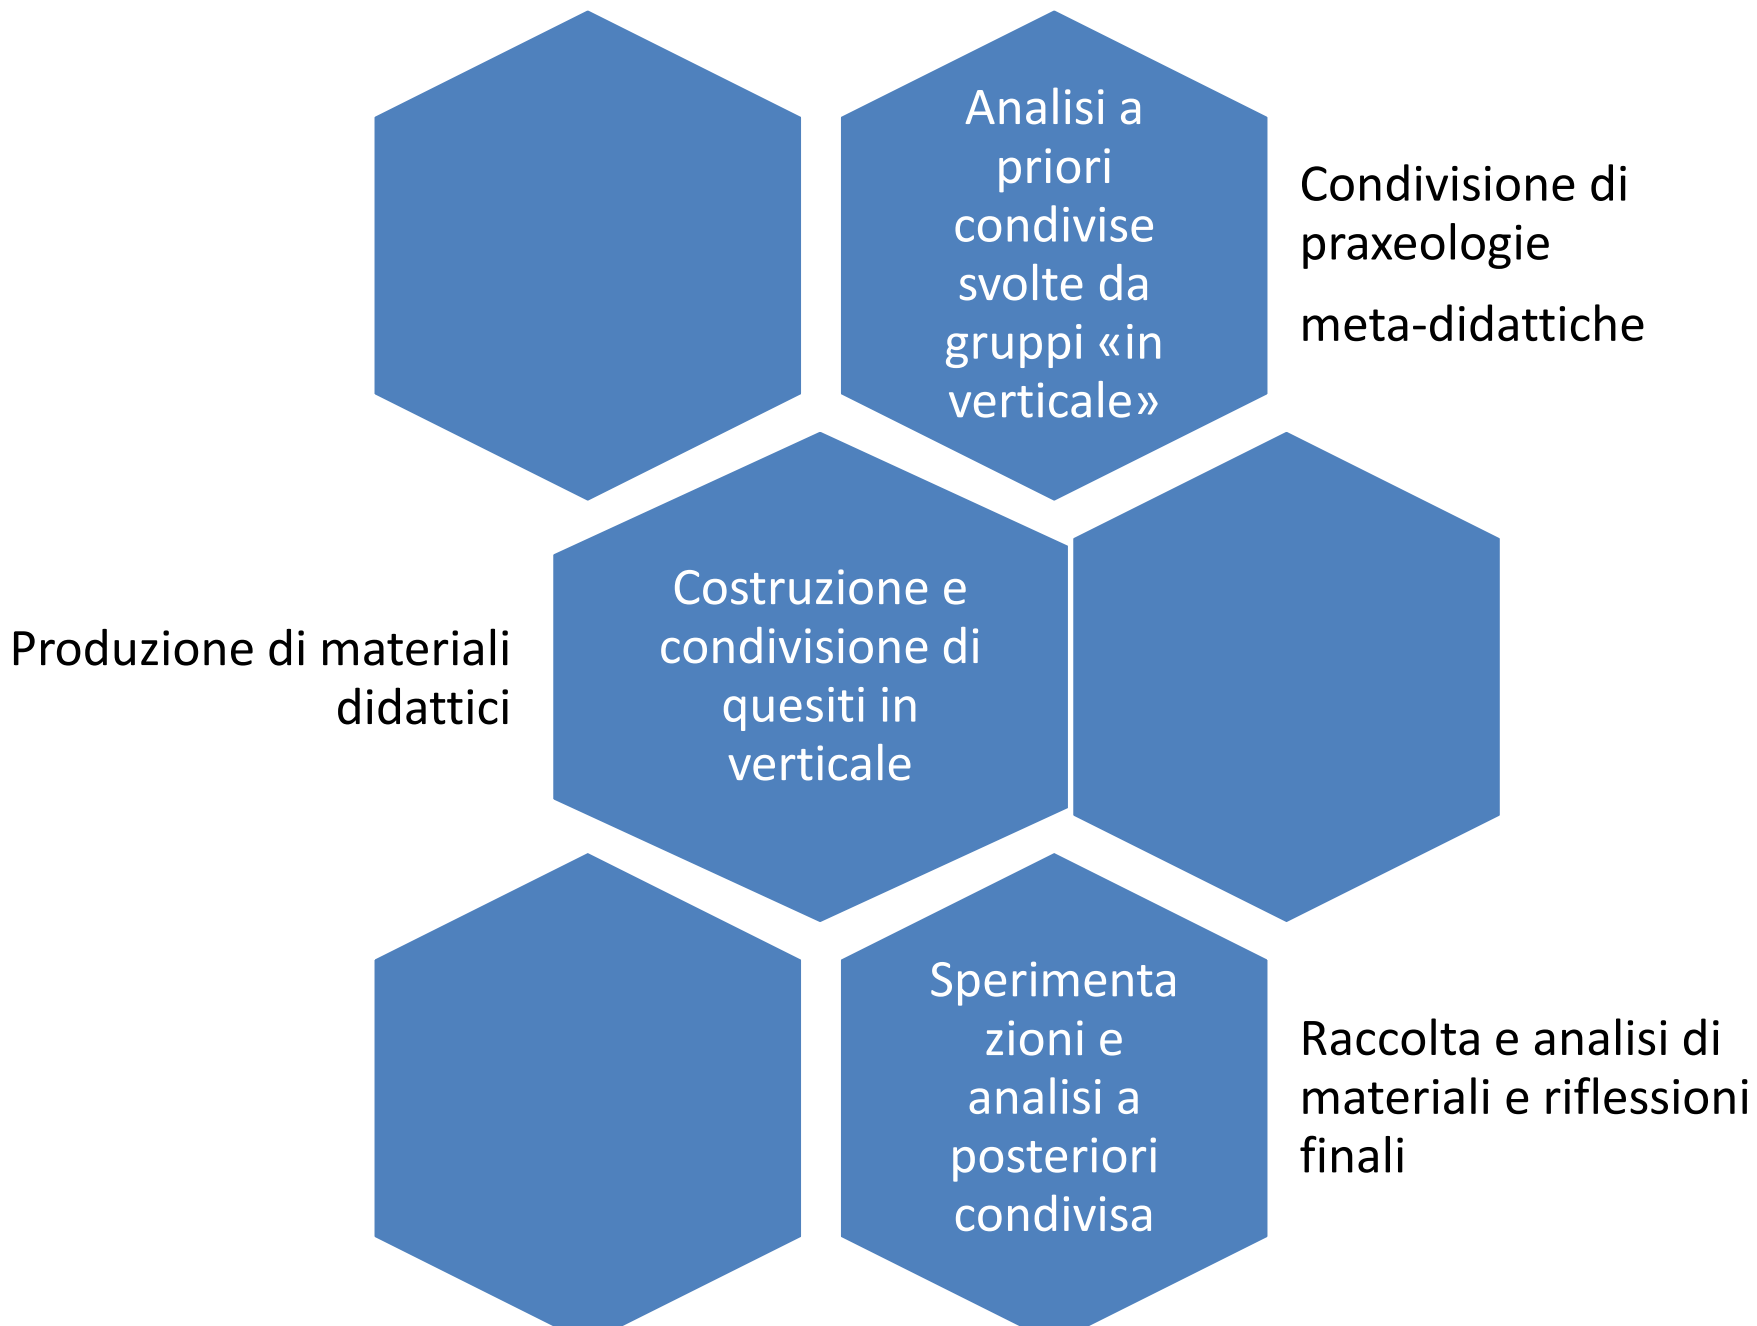 Analisi a
priori
condivise
svolte da
gruppi «in
verticale»
Condivisione di
praxeologie
meta-didattiche
Produzione di materiali
didattici
Costruzione e
condivisione di
quesiti in
verticale
Sperimenta
zioni e
analisi a
posteriori
condivisa
Raccolta e analisi di
materiali e riflessioni
finali